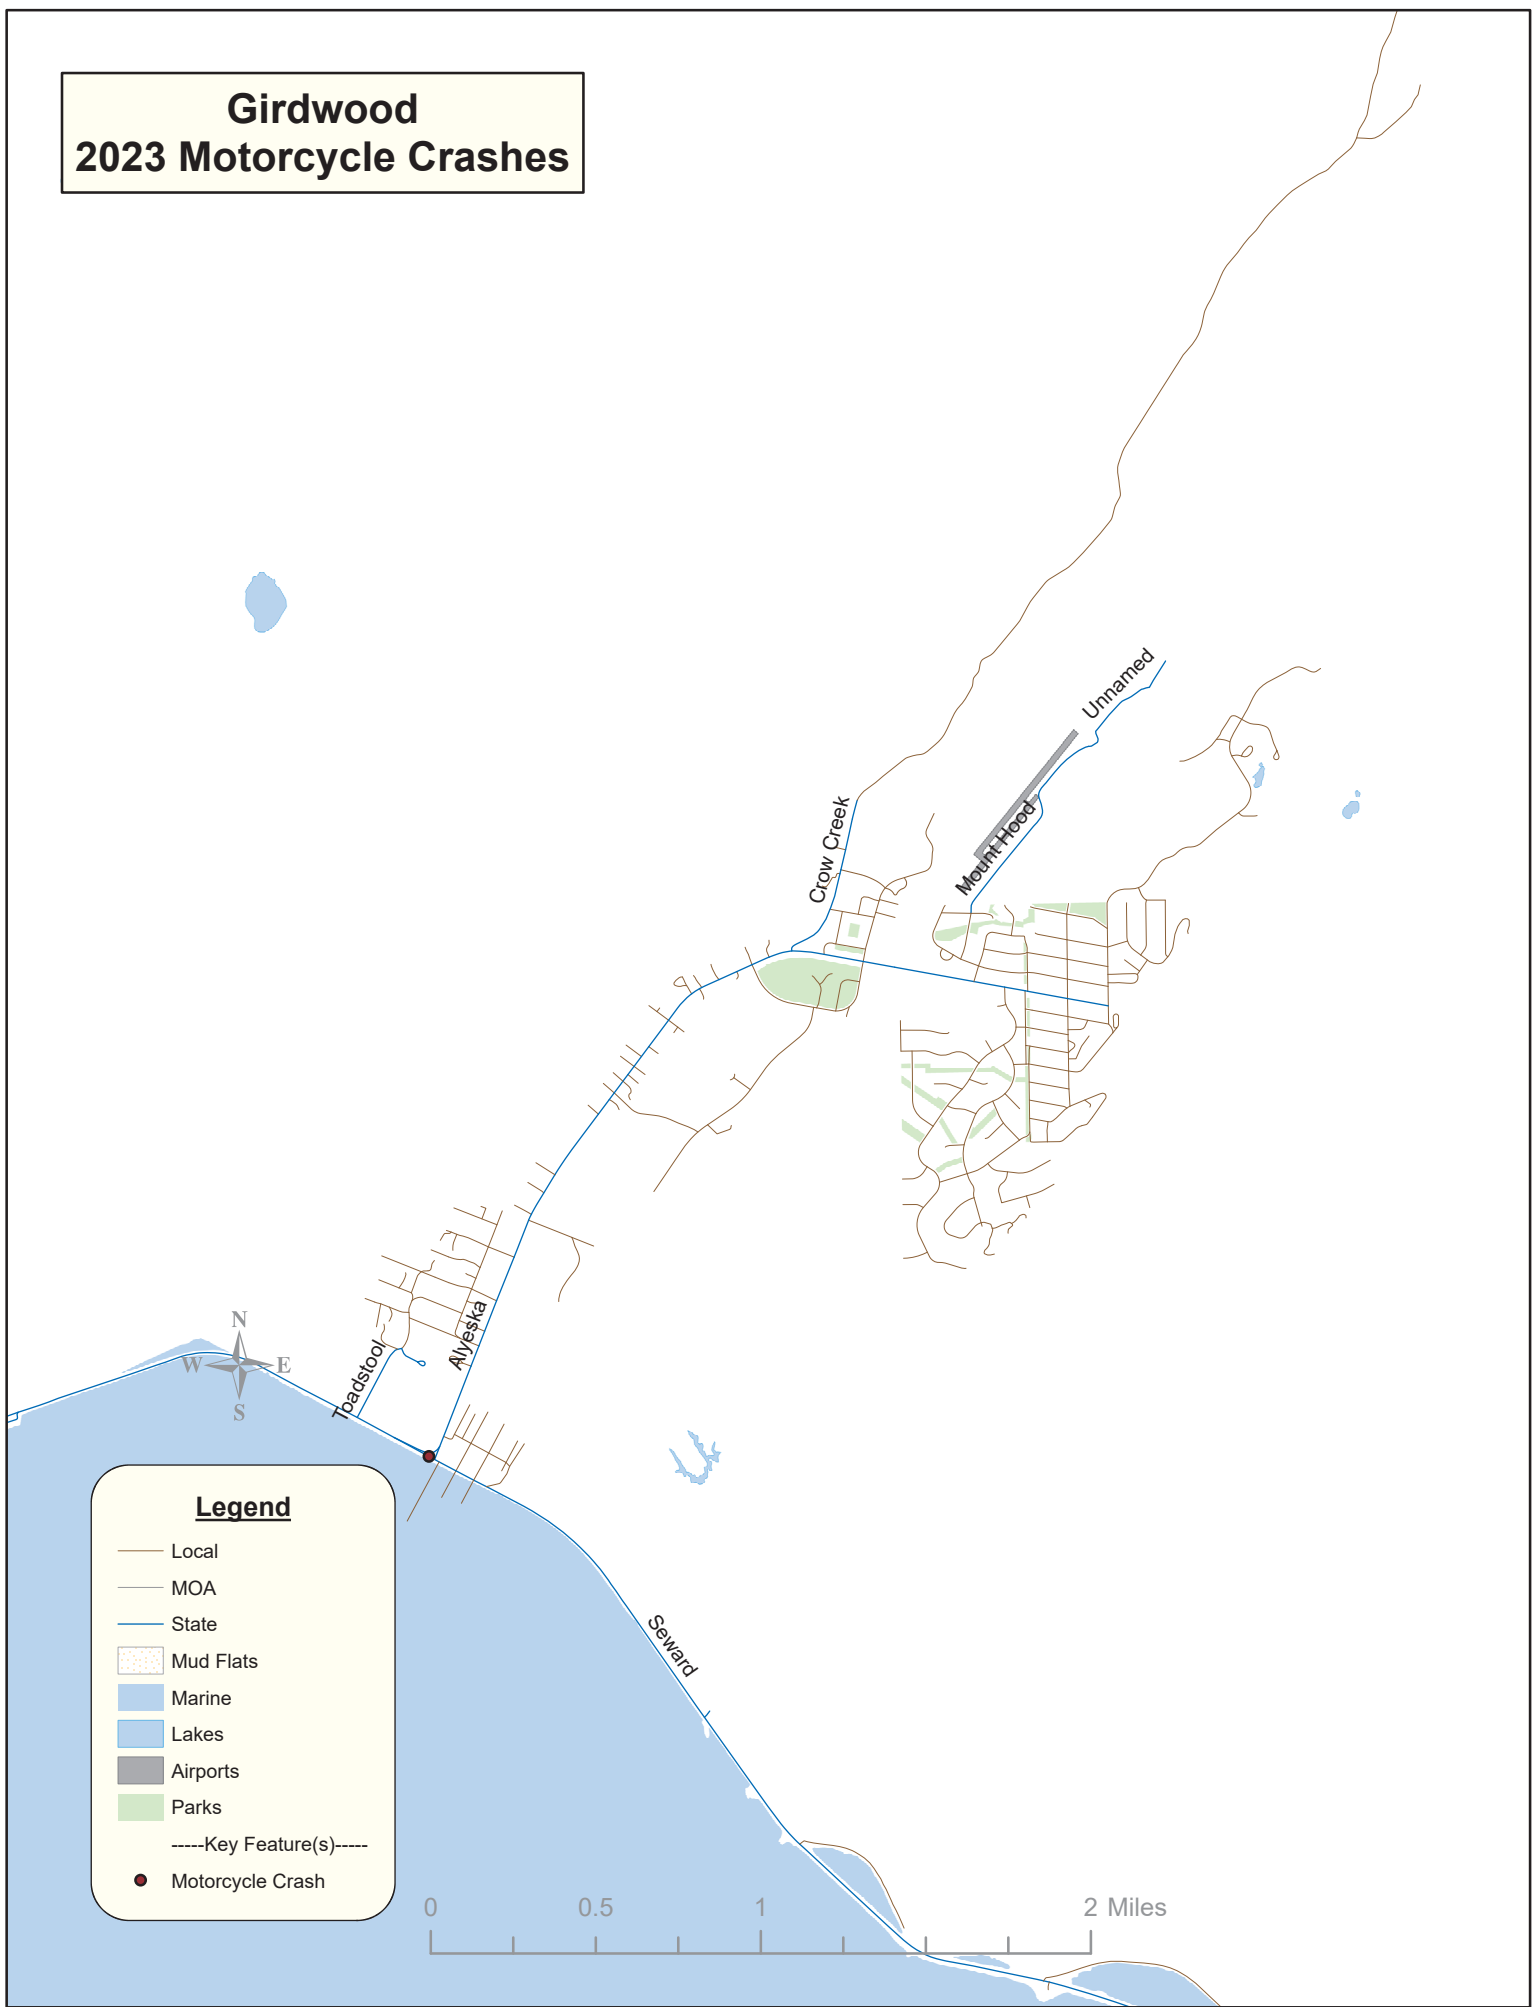 Girdwood
2023 Motorcycle Crashes
Unnamed
Crow Creek
Mount Hood
Alyeska
Toadstool
N
W E
S
Seward
Legend
Local
MOA
State
Mud Flats
Marine
Lakes
Airports
Parks
-----Key Feature(s)-----
Motorcycle Crash
0 0.5 1 2 Miles